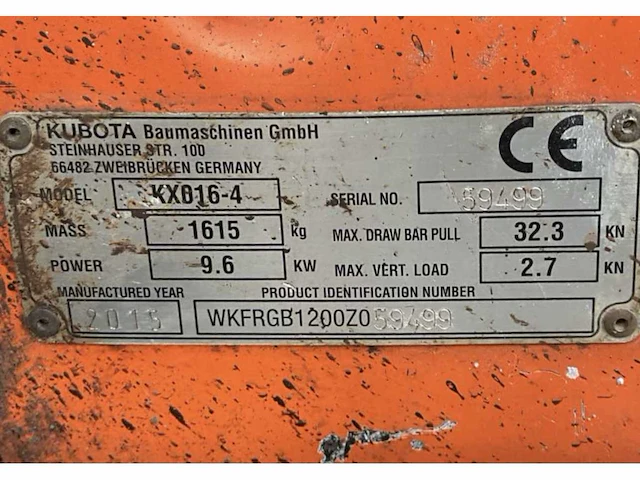 KUBOTA Baumaschinen GmbH
STEINHAUSER STR. 100
66482 ZWEIBRÜCKEN GERMANY
CE
MODEL KX016-4
SERIAL NO. 59499
MASS 1615 kg
MAX. DRAW BAR PULL 32.3 KN
POWER 9.6 KW
MAX. VERT. LOAD 2.7 KN
MANUFACTURED YEAR PRODUCT IDENTIFICATION NUMBER
2015 WKFRGB1200Z059499